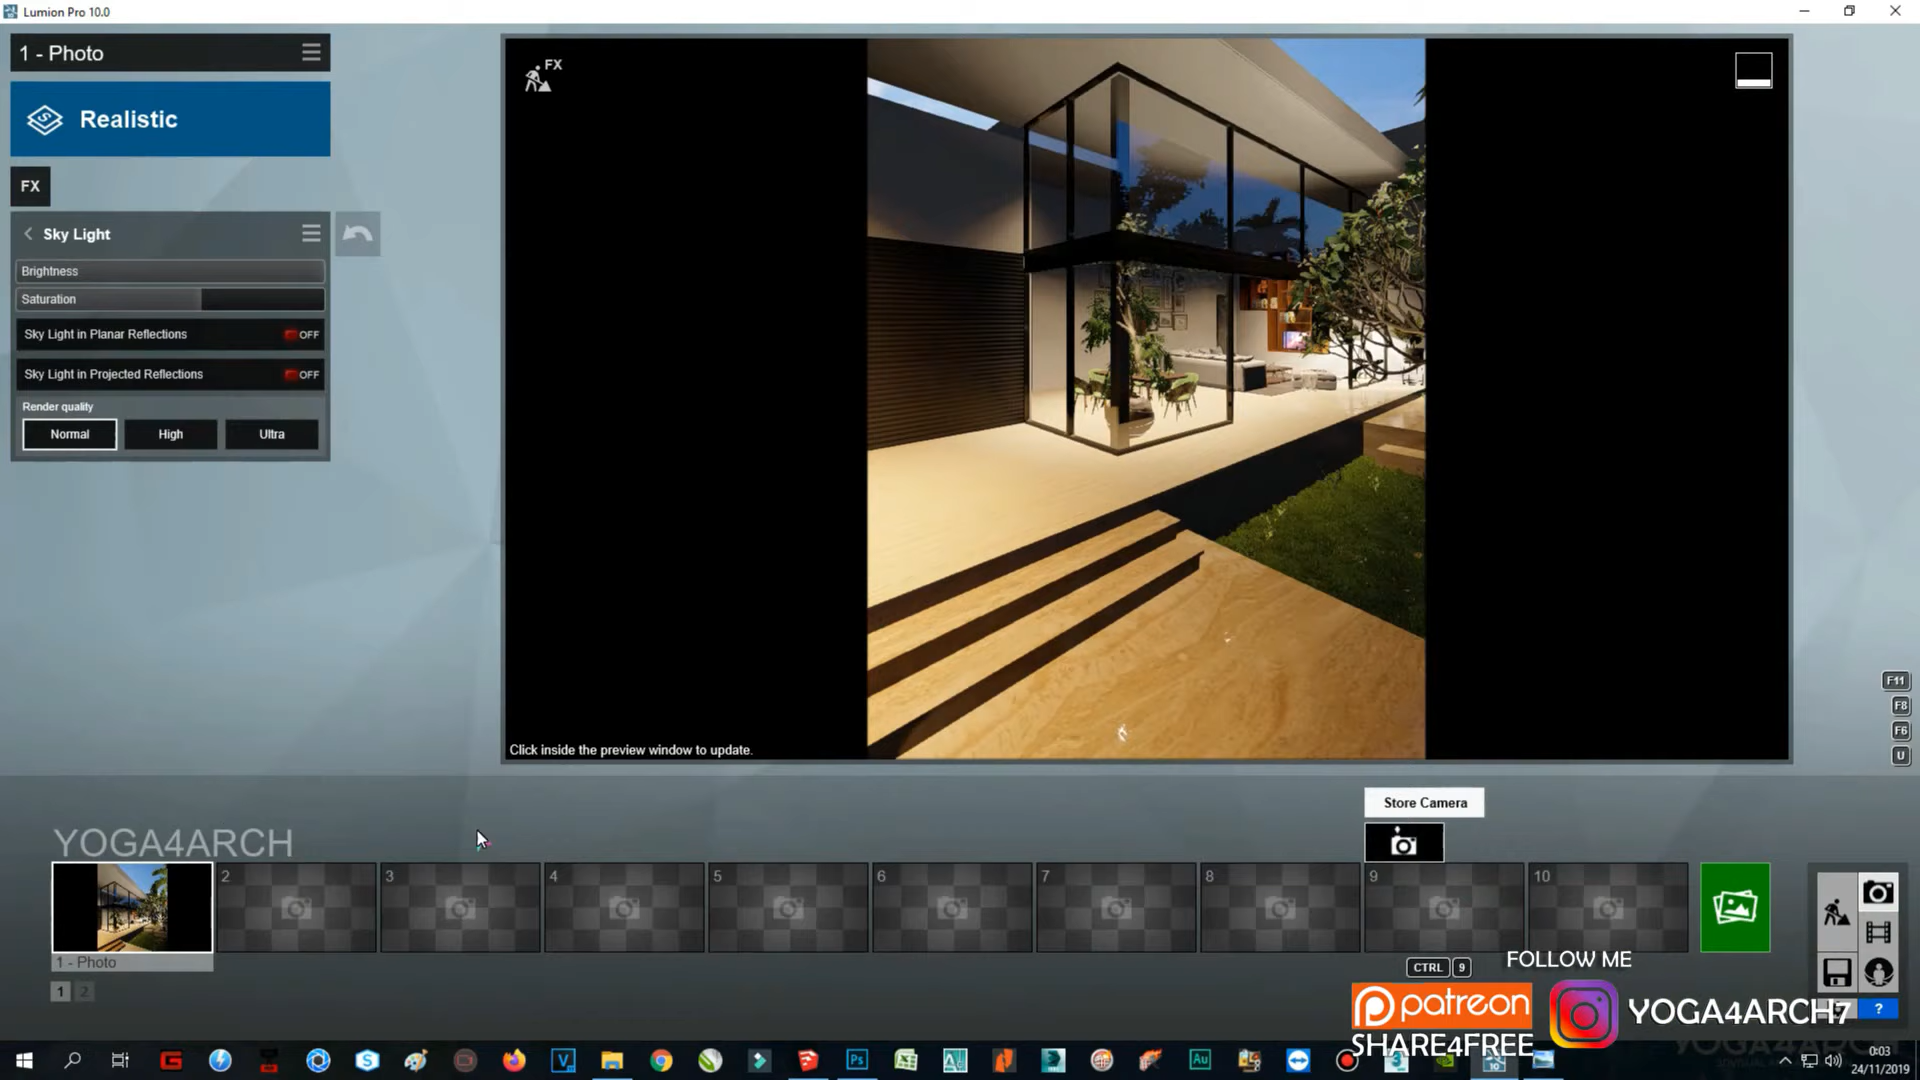 Lumion Pro 10.0
1 - Photo
Realistic
FX
Sky Light
Brightness
Saturation
Sky Light in Planar Reflections OFF
Sky Light in Projected Reflections OFF
Render quality
Normal High Ultra
FX
Click inside the preview window to update.
F11
F8
F6
U
Store Camera
YOGA4ARCH
2 3 4 5 6 7 8 9 10
1 - Photo
1 2
CTRL 9
FOLLOW ME
patreon
SHARE4FREE
YOGA4ARCH7
?
0:03
24/11/2019